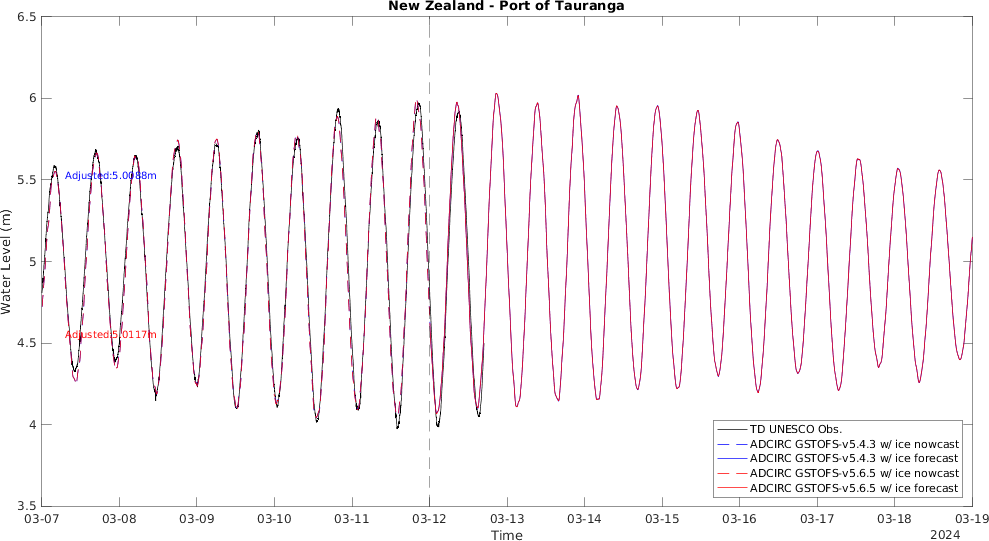 New Zealand - Port of Tauranga
Water Level (m)
6.5
6
5.5
5
4.5
4
3.5
Adjusted:5.0088m
Adjusted:5.0117m
TD UNESCO Obs.
ADCIRC GSTOFS-v5.4.3 w/ ice nowcast
ADCIRC GSTOFS-v5.4.3 w/ ice forecast
ADCIRC GSTOFS-v5.6.5 w/ ice nowcast
ADCIRC GSTOFS-v5.6.5 w/ ice forecast
03-07 03-08 03-09 03-10 03-11 03-12 03-13 03-14 03-15 03-16 03-17 03-18 03-19
Time
2024